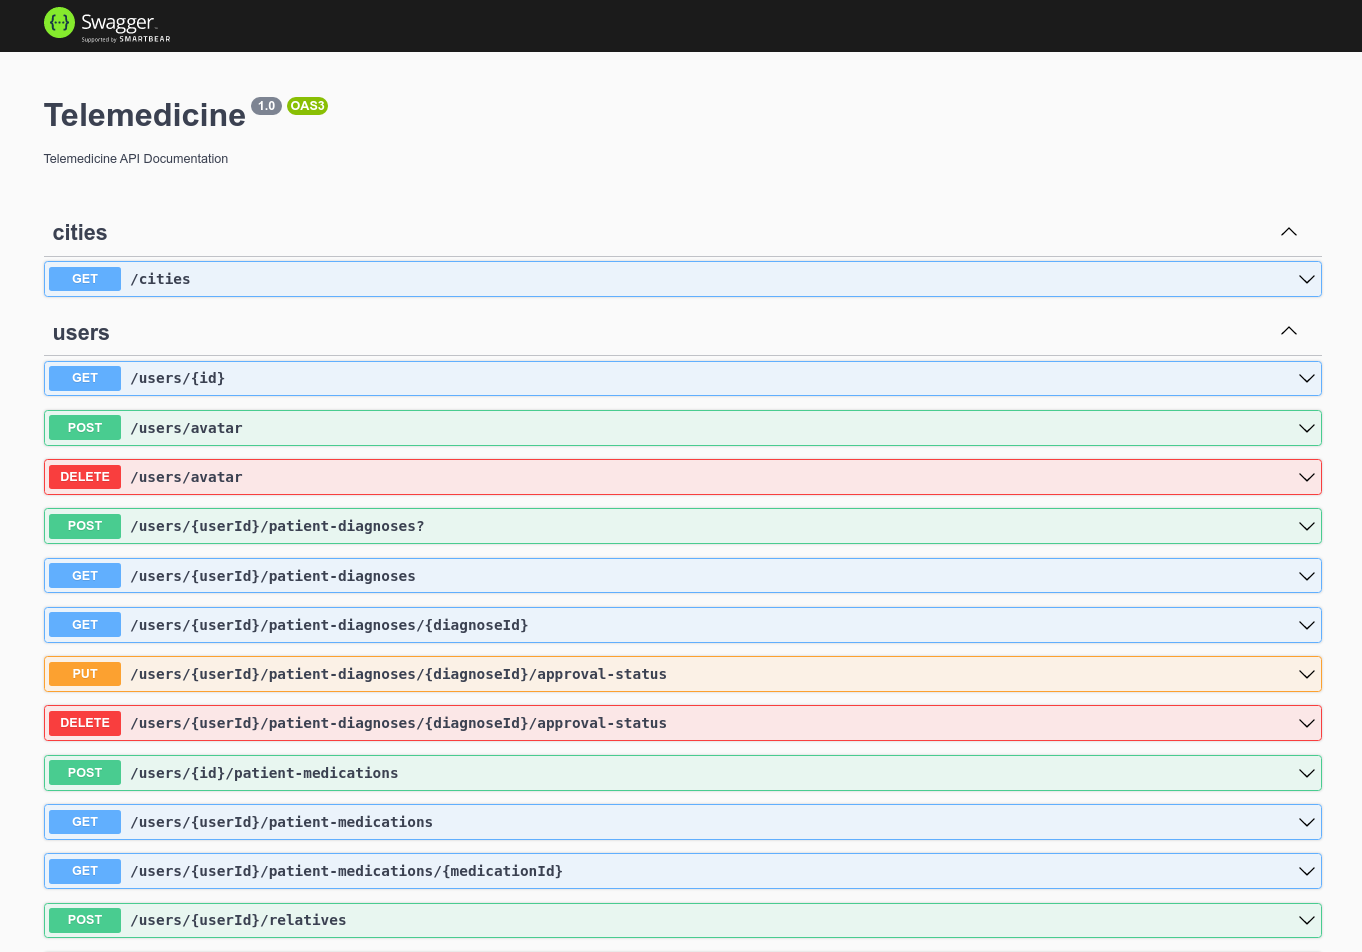 Swagger
Supported by SMARTBEAR
Telemedicine 1.0 OAS3
Telemedicine API Documentation
cities
GET /cities
users
GET /users/{id}
POST /users/avatar
DELETE /users/avatar
POST /users/{userId}/patient-diagnoses?
GET /users/{userId}/patient-diagnoses
GET /users/{userId}/patient-diagnoses/{diagnoseId}
PUT /users/{userId}/patient-diagnoses/{diagnoseId}/approval-status
DELETE /users/{userId}/patient-diagnoses/{diagnoseId}/approval-status
POST /users/{id}/patient-medications
GET /users/{userId}/patient-medications
GET /users/{userId}/patient-medications/{medicationId}
POST /users/{userId}/relatives